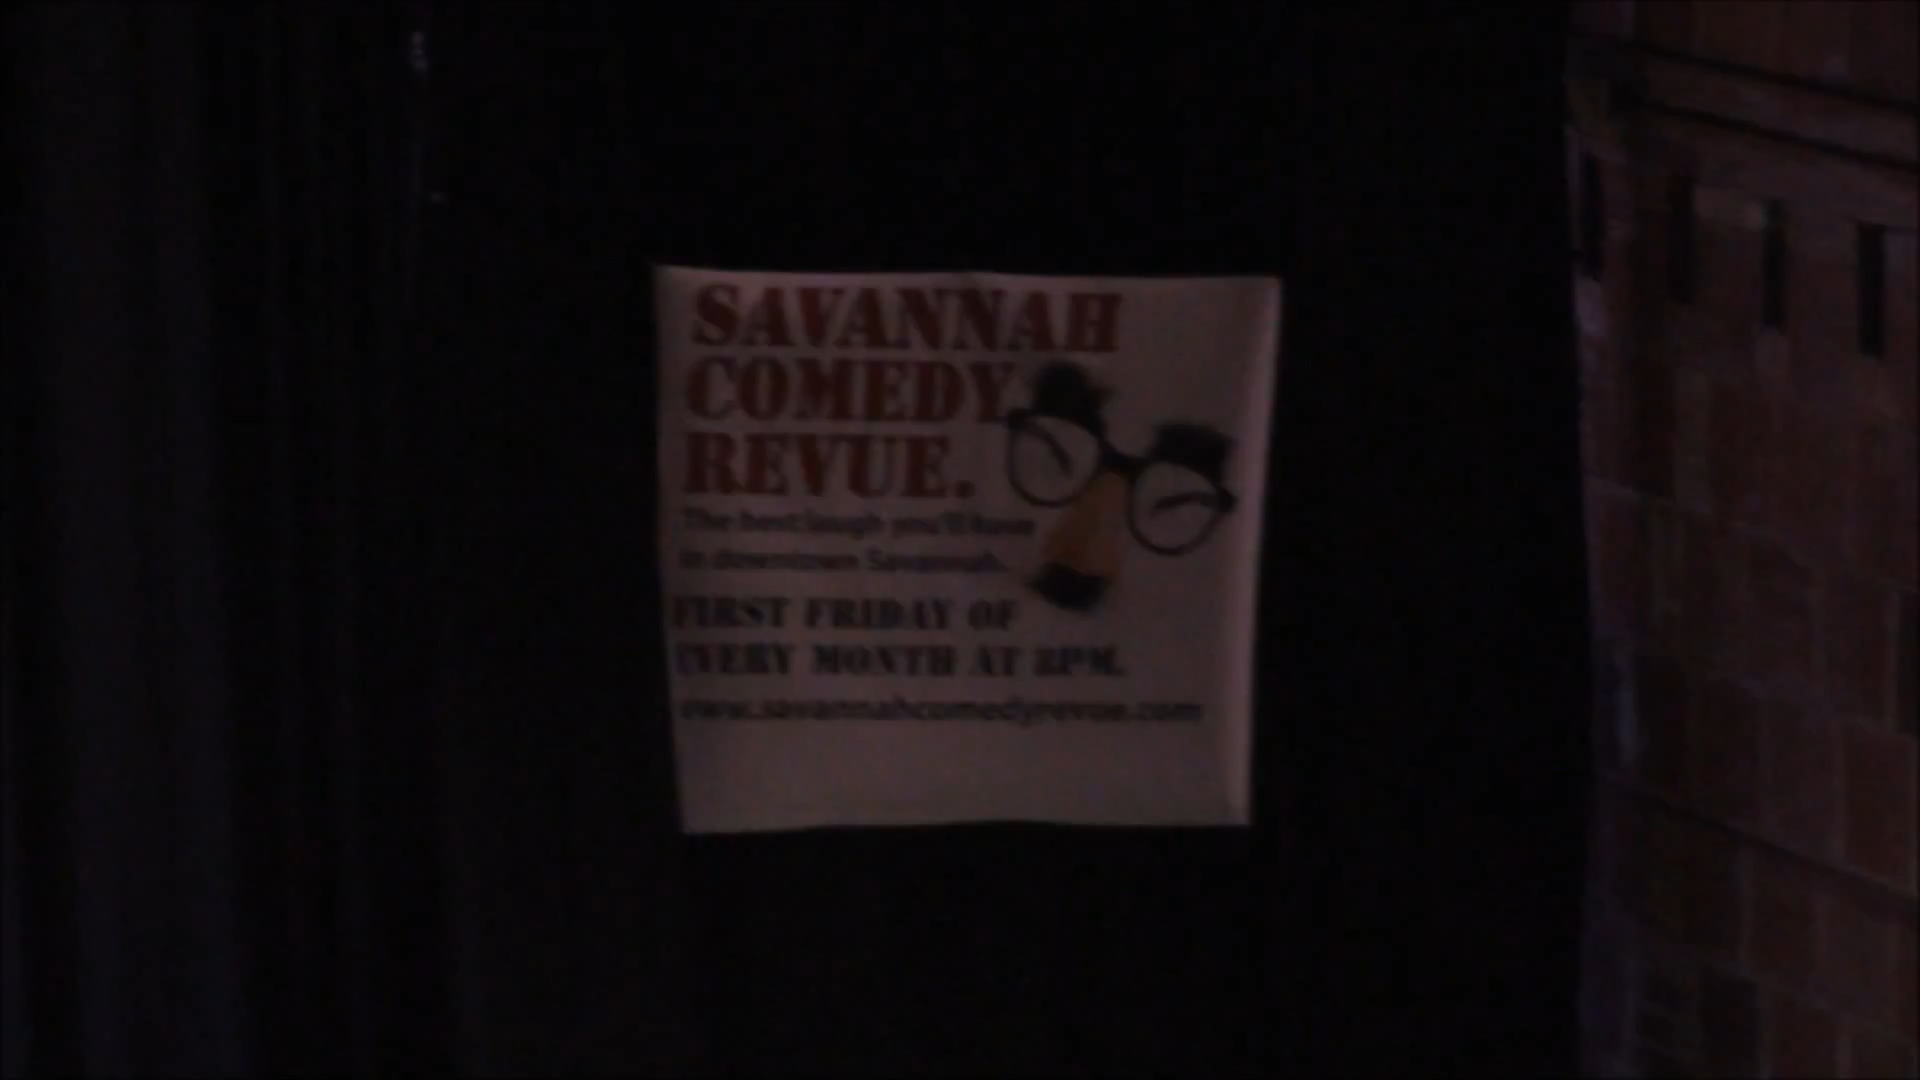 SAVANNAH
COMEDY
REVUE.
The best laugh you'll have
in downtown Savannah.
FIRST FRIDAY OF
EVERY MONTH AT 8PM.
www.savannahcomedyrevue.com